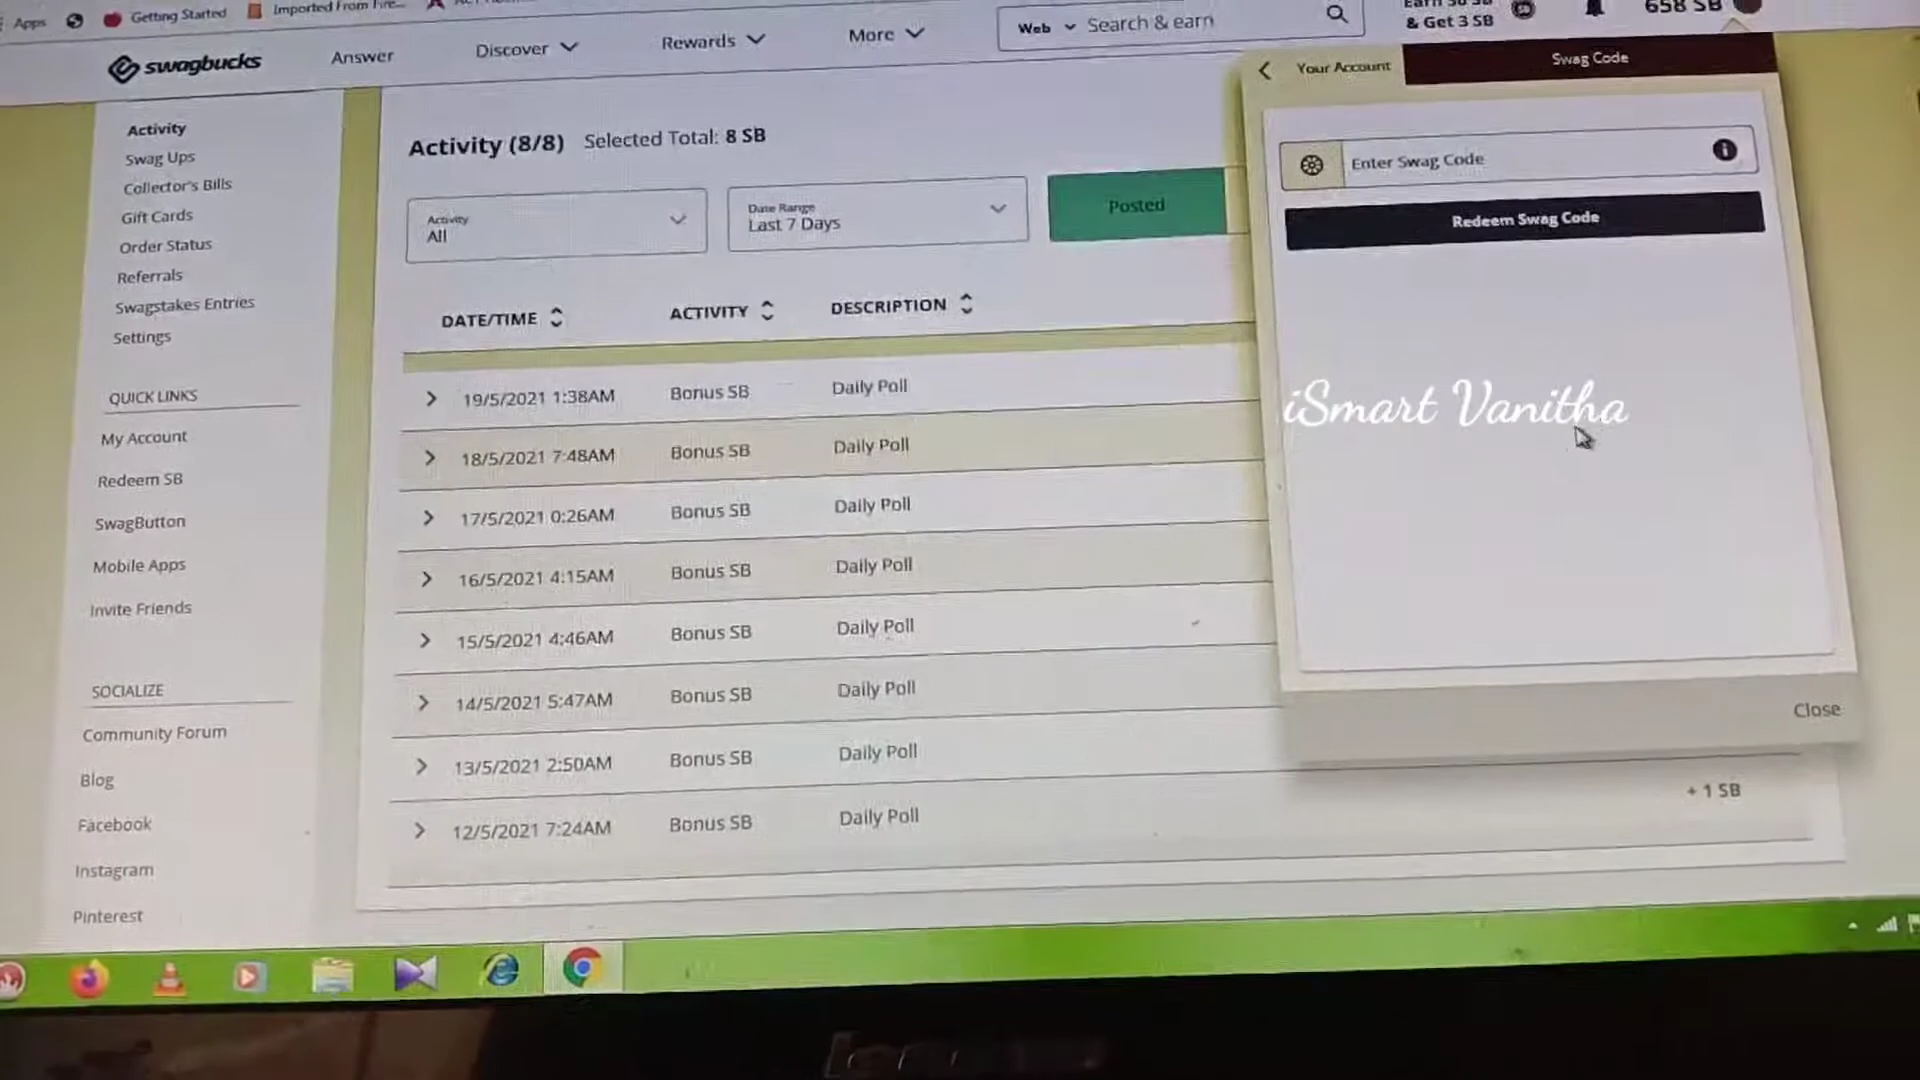 Apps
Getting Started
Imported From Fire...
swagbucks
Answer
Discover
Rewards
More
Web
Search & earn
& Get 3 SB
658 SB
Activity
Swag Ups
Collector's Bills
Gift Cards
Order Status
Referrals
Swagstakes Entries
Settings
QUICK LINKS
My Account
Redeem SB
SwagButton
Mobile Apps
Invite Friends
SOCIALIZE
Community Forum
Blog
Facebook
Instagram
Pinterest
Activity (8/8) Selected Total: 8 SB
Activity
All
Date Range
Last 7 Days
Posted
DATE/TIME ACTIVITY DESCRIPTION
19/5/2021 1:38AM Bonus SB Daily Poll
18/5/2021 7:48AM Bonus SB Daily Poll
17/5/2021 0:26AM Bonus SB Daily Poll
16/5/2021 4:15AM Bonus SB Daily Poll
15/5/2021 4:46AM Bonus SB Daily Poll
14/5/2021 5:47AM Bonus SB Daily Poll
13/5/2021 2:50AM Bonus SB Daily Poll
12/5/2021 7:24AM Bonus SB Daily Poll + 1 SB
Your Account
Swag Code
Enter Swag Code
Redeem Swag Code
iSmart Vanitha
Close